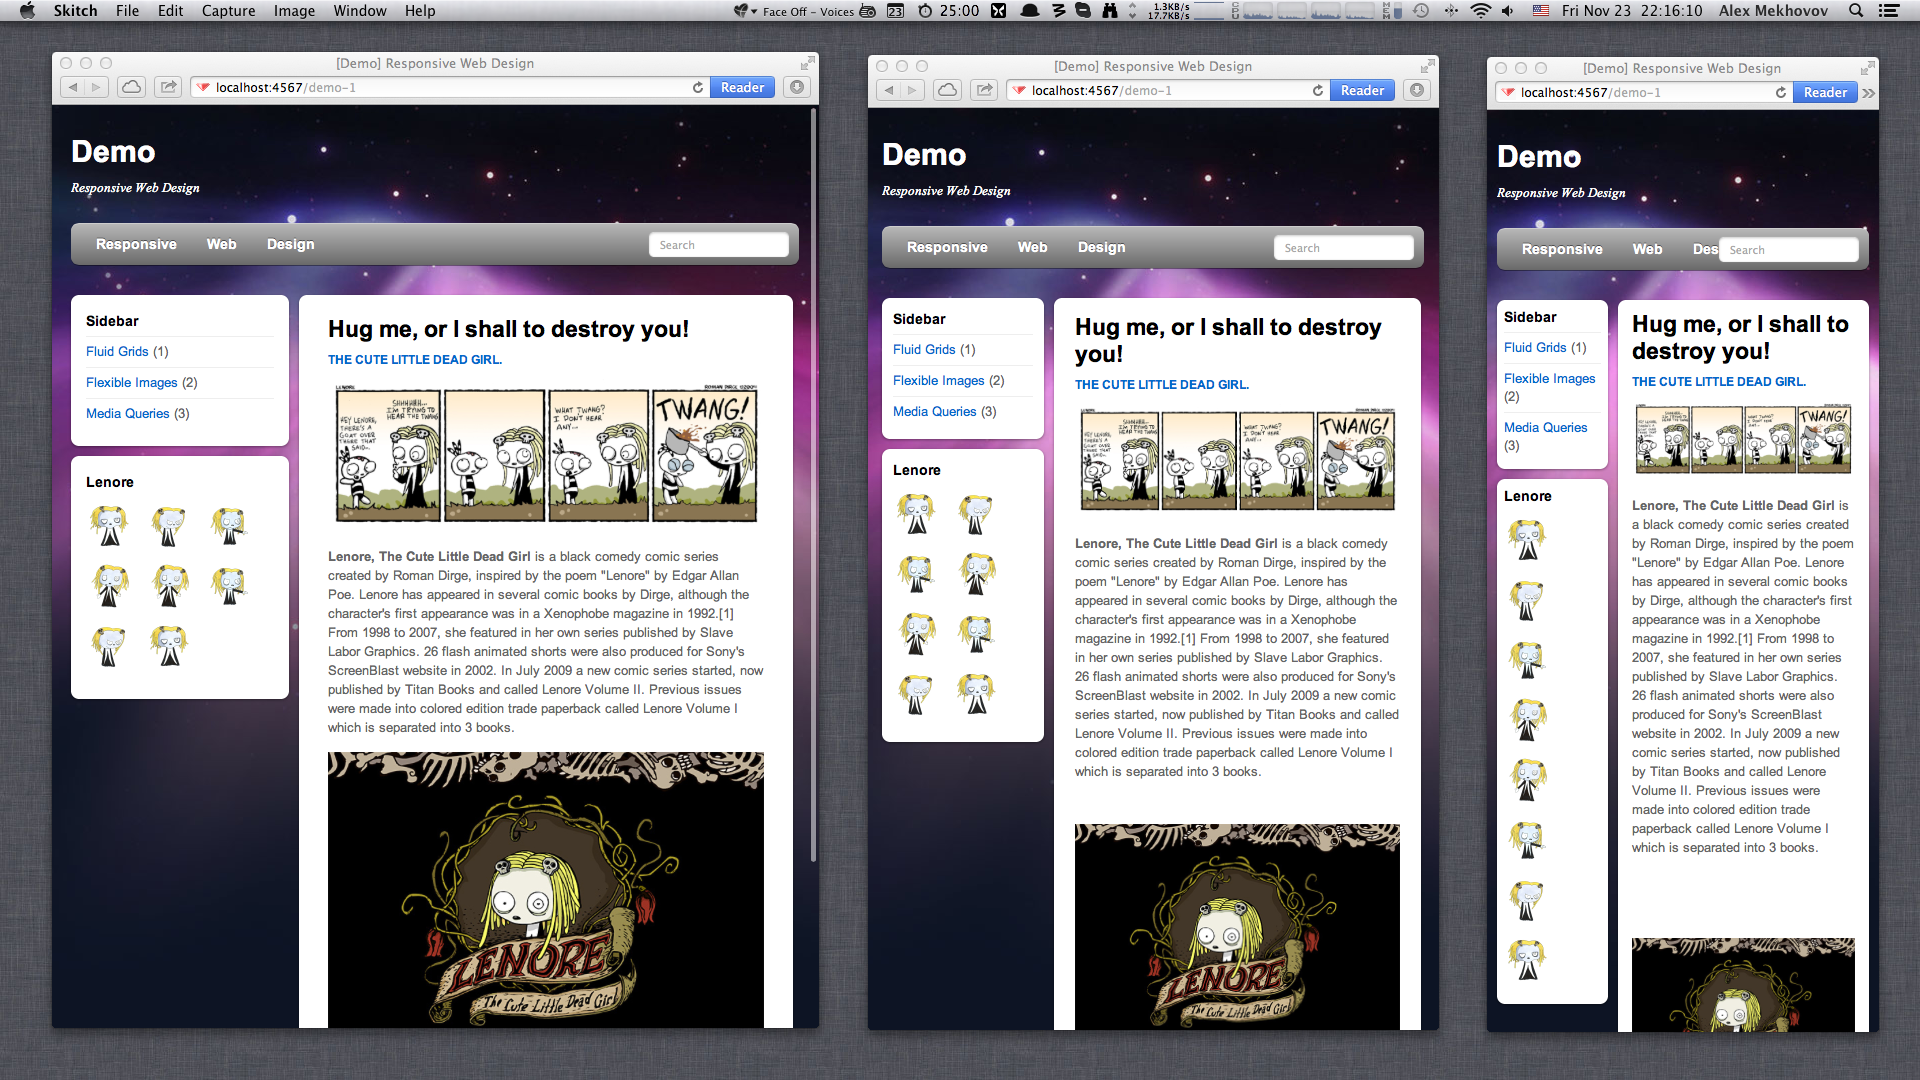 Skitch File Edit Capture Image Window Help
Face Off – Voices 23 25:00 1.3KB/s 17.7KB/s CPU MEM Fri Nov 23 22:16:10 Alex Mekhovov
[Demo] Responsive Web Design
localhost:4567/demo-1 Reader
Demo
Responsive Web Design
Responsive Web Design Search
Sidebar
Fluid Grids (1)
Flexible Images (2)
Media Queries (3)
Lenore
Hug me, or I shall to destroy you!
THE CUTE LITTLE DEAD GIRL.
LENORE ROMAN DIRGE ©2004
HEY LENORE, THERE'S A GOAT OVER THERE THAT SAID...
SHHHHHH... I'M TRYING TO HEAR THE TWANG
WHAT TWANG? I DON'T HEAR ANY...
TWANG!
Lenore, The Cute Little Dead Girl is a black comedy comic series
created by Roman Dirge, inspired by the poem "Lenore" by Edgar Allan
Poe. Lenore has appeared in several comic books by Dirge, although the
character's first appearance was in a Xenophobe magazine in 1992.[1]
From 1998 to 2007, she featured in her own series published by Slave
Labor Graphics. 26 flash animated shorts were also produced for Sony's
ScreenBlast website in 2002. In July 2009 a new comic series started, now
published by Titan Books and called Lenore Volume II. Previous issues
were made into colored edition trade paperback called Lenore Volume I
which is separated into 3 books.
LENORE
The Cute Little Dead Girl
[Demo] Responsive Web Design
localhost:4567/demo-1 Reader
Demo
Responsive Web Design
Responsive Web Design Search
Sidebar
Fluid Grids (1)
Flexible Images (2)
Media Queries (3)
Lenore
Hug me, or I shall to destroy
you!
THE CUTE LITTLE DEAD GIRL.
HEY LENORE, THERE'S A GOAT OVER THERE THAT SAID...
SHHHHHH... I'M TRYING TO HEAR THE TWANG
WHAT TWANG? I DON'T HEAR ANY...
TWANG!
Lenore, The Cute Little Dead Girl is a black comedy
comic series created by Roman Dirge, inspired by the
poem "Lenore" by Edgar Allan Poe. Lenore has
appeared in several comic books by Dirge, although the
character's first appearance was in a Xenophobe
magazine in 1992.[1] From 1998 to 2007, she featured
in her own series published by Slave Labor Graphics.
26 flash animated shorts were also produced for Sony's
ScreenBlast website in 2002. In July 2009 a new comic
series started, now published by Titan Books and called
Lenore Volume II. Previous issues were made into
colored edition trade paperback called Lenore Volume I
which is separated into 3 books.
LENORE
The Cute Little Dead Girl
[Demo] Responsive Web Design
localhost:4567/demo-1 Reader
Demo
Responsive Web Design
Responsive Web Des Search
Sidebar
Fluid Grids (1)
Flexible Images
(2)
Media Queries
(3)
Lenore
Hug me, or I shall to
destroy you!
THE CUTE LITTLE DEAD GIRL.
TWANG!
Lenore, The Cute Little Dead Girl is
a black comedy comic series created
by Roman Dirge, inspired by the poem
"Lenore" by Edgar Allan Poe. Lenore
has appeared in several comic books
by Dirge, although the character's first
appearance was in a Xenophobe
magazine in 1992.[1] From 1998 to
2007, she featured in her own series
published by Slave Labor Graphics.
26 flash animated shorts were also
produced for Sony's ScreenBlast
website in 2002. In July 2009 a new
comic series started, now published
by Titan Books and called Lenore
Volume II. Previous issues were
made into colored edition trade
paperback called Lenore Volume I
which is separated into 3 books.